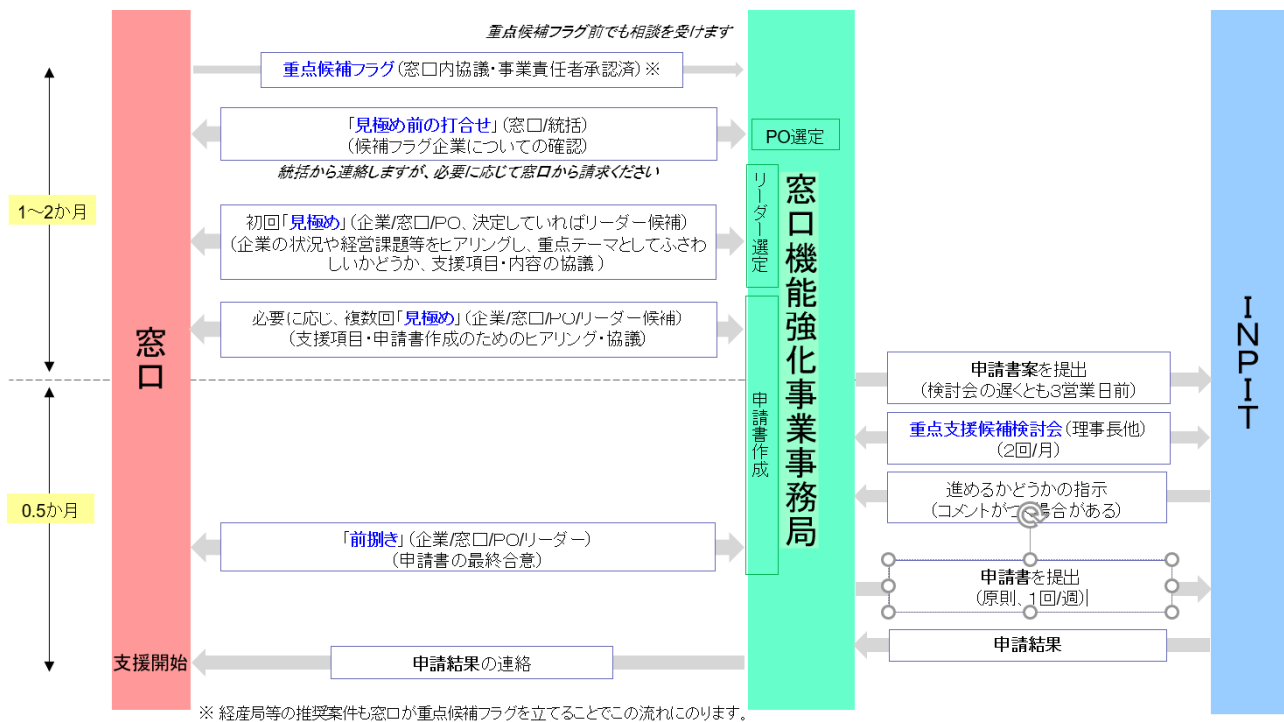 重点候補フラグ前でも相談を受けます
重点候補フラグ(窓口内協議・事業責任者承認済)※
「見極め前の打合せ」(窓口/統括)
(候補フラグ企業についての確認)
PO選定
統括から連絡しますが、必要に応じて窓口から請求ください
リーダー選定
1～2か月
初回「見極め」(企業/窓口/PO、決定していればリーダー候補)
(企業の状況や経営課題等をヒアリングし、重点テーマとしてふさわ
しいかどうか、支援項目・内容の協議)
窓口機能強化事業事務局
必要に応じ、複数回「見極め」(企業/窓口/PO/リーダー候補)
(支援項目・申請書作成のためのヒアリング・協議)
窓口
INPIT
申請書案を提出
(検討会の遅くとも3営業日前)
申請書作成
重点支援候補検討会(理事長他)
(2回/月)
0.5か月
進めるかどうかの指示
(コメントがつ場合がある)
「前捌き」(企業/窓口/PO/リーダー)
(申請書の最終合意)
申請書を提出
(原則、1回/週)
申請結果
支援開始
申請結果の連絡
※ 経産局等の推奨案件も窓口が重点候補フラグを立てることでこの流れにのります。